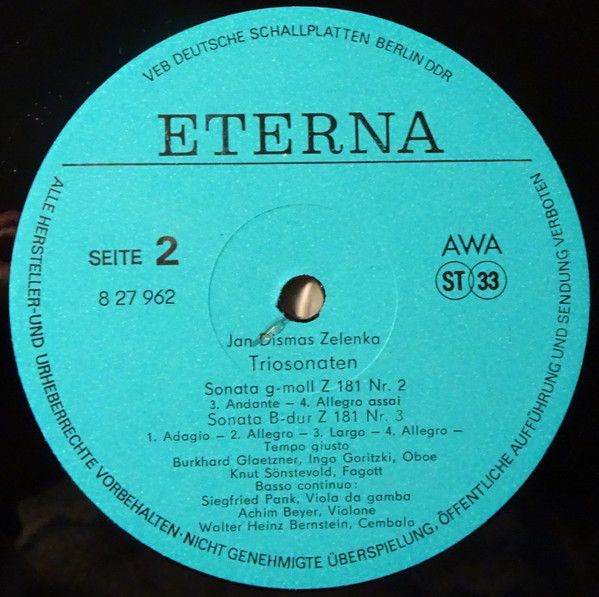 VEB DEUTSCHE SCHALLPLATTEN BERLIN DDR
ETERNA
SEITE 2
8 27 962
AWA
ST 33
Jan Dismas Zelenka
Triosonaten
Sonata g-moll Z 181 Nr. 2
3. Andante – 4. Allegro assai
Sonata B-dur Z 181 Nr. 3
1. Adagio – 2. Allegro – 3. Largo – 4. Allegro –
Tempo giusto
Burkhard Glaetzner, Ingo Goritzki, Oboe
Knut Sönstevold, Fagott
Basso continuo:
Siegfried Pank, Viola da gamba
Achim Beyer, Violone
Walter Heinz Bernstein, Cembalo
ALLE HERSTELLER-UND URHEBERRECHTE VORBEHALTEN·NICHT GENEHMIGTE ÜBERSPIELUNG, ÖFFENTLICHE AUFFÜHRUNG UND SENDUNG VERBOTEN